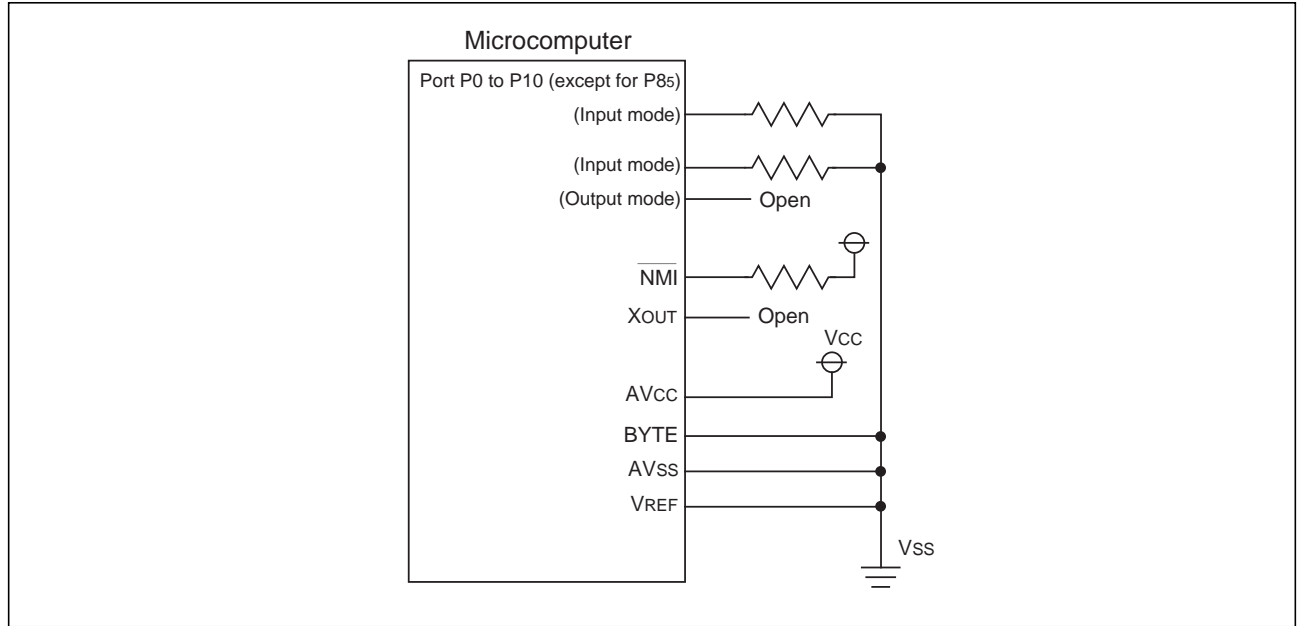 Microcomputer
Port P0 to P10 (except for P85)
(Input mode)
(Input mode)
(Output mode)
Open
NMI
XOUT
Open
VCC
AVCC
BYTE
AVSS
VREF
VSS